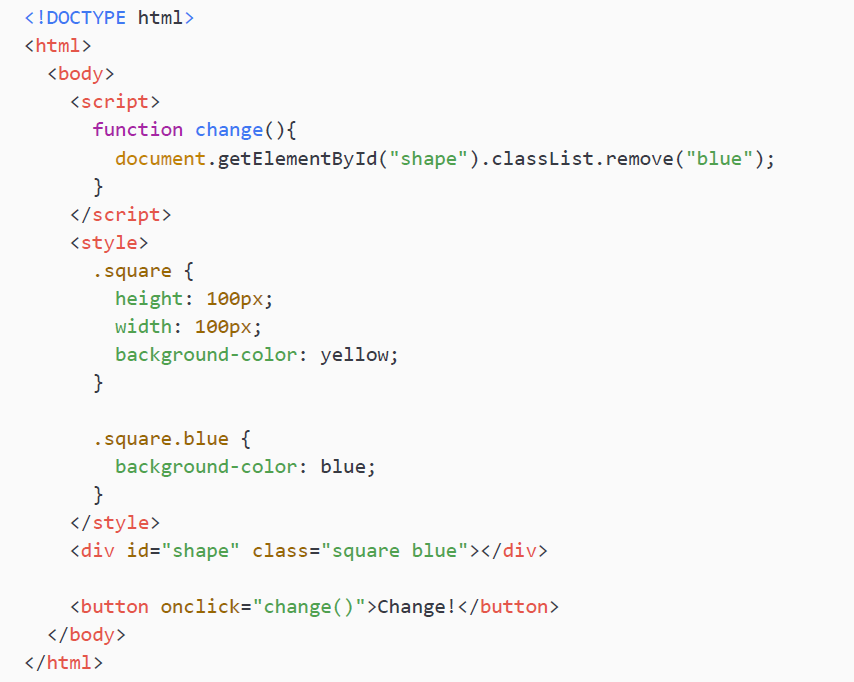 <!DOCTYPE html>
<html>
  <body>
    <script>
      function change(){
        document.getElementById("shape").classList.remove("blue");
      }
    </script>
    <style>
      .square {
        height: 100px;
        width: 100px;
        background-color: yellow;
      }

      .square.blue {
        background-color: blue;
      }
    </style>
    <div id="shape" class="square blue"></div>

    <button onclick="change()">Change!</button>
  </body>
</html>